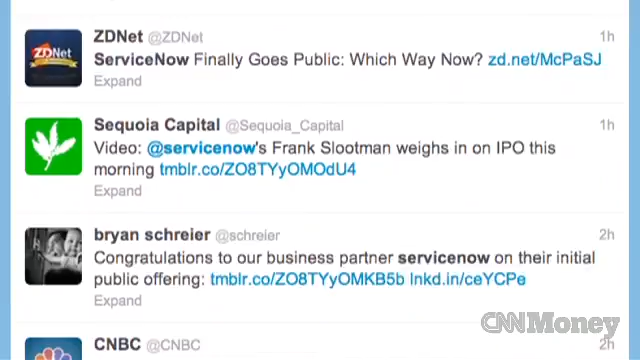 ZDNet @ZDNet 1h
ZDNet
ServiceNow Finally Goes Public: Which Way Now? zd.net/McPaSJ
Expand
Sequoia Capital @Sequoia_Capital 1h
Video: @servicenow's Frank Slootman weighs in on IPO this
morning tmblr.co/ZO8TYyOMOdU4
Expand
bryan schreier @schreier 2h
Congratulations to our business partner servicenow on their initial
public offering: tmblr.co/ZO8TYyOMKB5b lnkd.in/ceYCPe
Expand
CNBC @CNBC 2h
CNNMoney